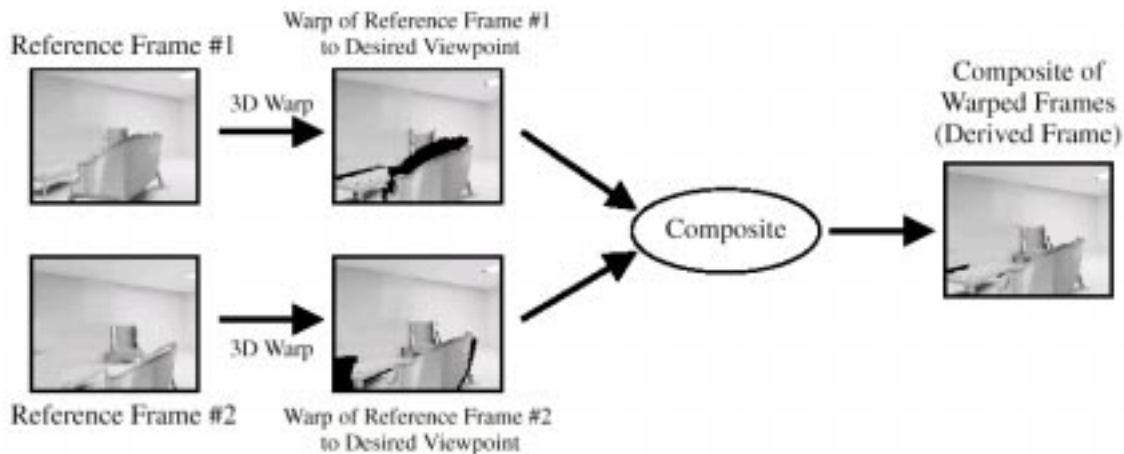 Reference Frame #1
3D Warp
Warp of Reference Frame #1
to Desired Viewpoint
Reference Frame #2
3D Warp
Warp of Reference Frame #2
to Desired Viewpoint
Composite
Composite of
Warped Frames
(Derived Frame)